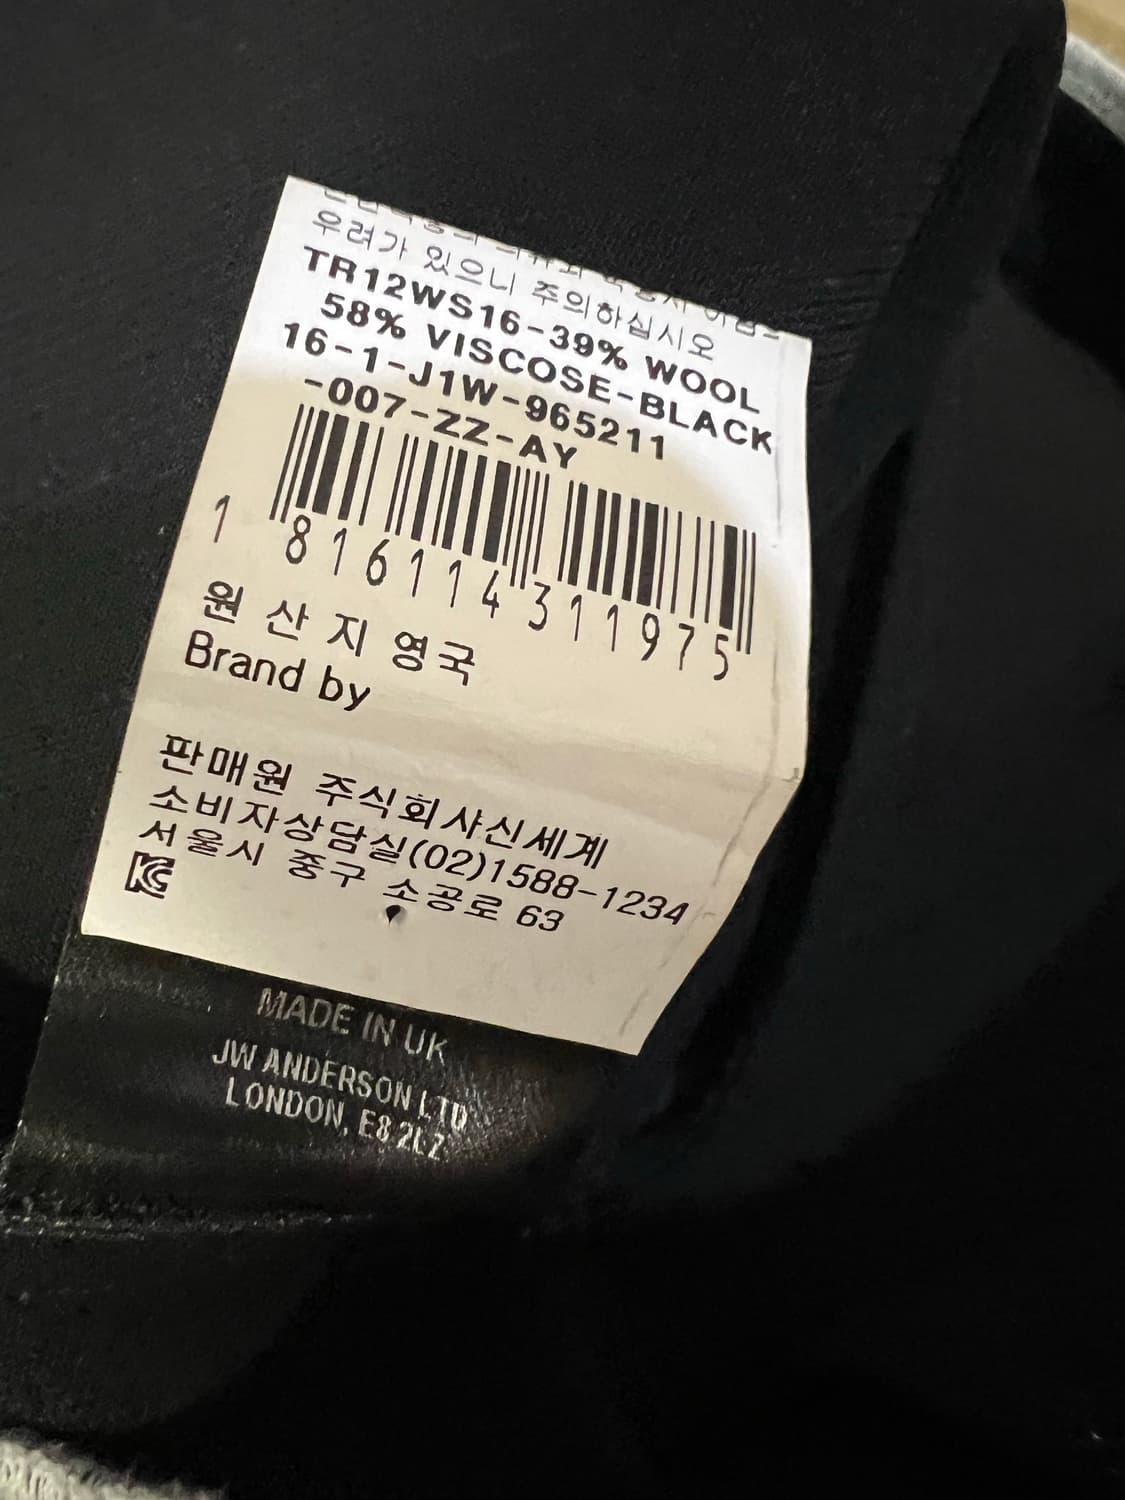 우려가 있으니 주의하십시오
TR12WS16-39% WOOL
58% VISCOSE-BLACK
16-1-J1W-965211
-007-ZZ-AY
1 816114 311975
원산지 영국
Brand by
판매원 주식회사신세계
소비자상담실(02)1588-1234
서울시 중구 소공로 63
MADE IN UK
JW ANDERSON LTD
LONDON, E8 2LZ